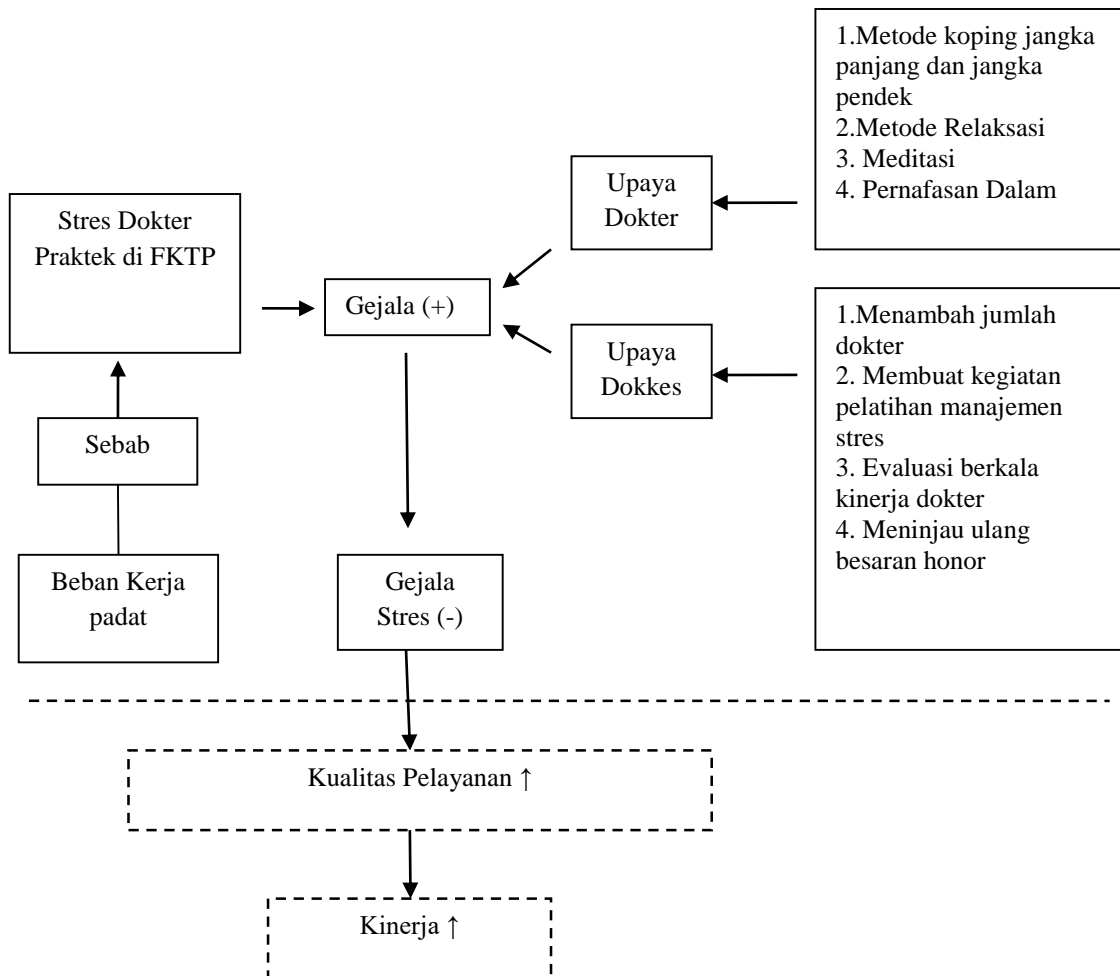 1.Metode koping jangka
panjang dan jangka
pendek
2.Metode Relaksasi
3. Meditasi
4. Pernafasan Dalam
Upaya
Dokter
Stres Dokter
Praktek di FKTP
Gejala (+)
Upaya
Dokkes
1.Menambah jumlah
dokter
2. Membuat kegiatan
pelatihan manajemen
stres
3. Evaluasi berkala
kinerja dokter
4. Meninjau ulang
besaran honor
Sebab
Beban Kerja
padat
Gejala
Stres (-)
Kualitas Pelayanan ↑
Kinerja ↑